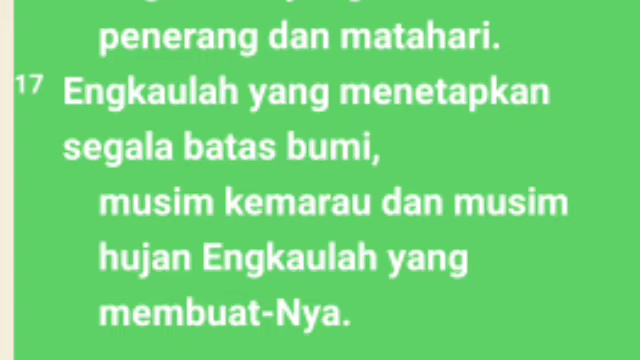 penerang dan matahari.
17 Engkaulah yang menetapkan
segala batas bumi,
musim kemarau dan musim
hujan Engkaulah yang
membuat-Nya.